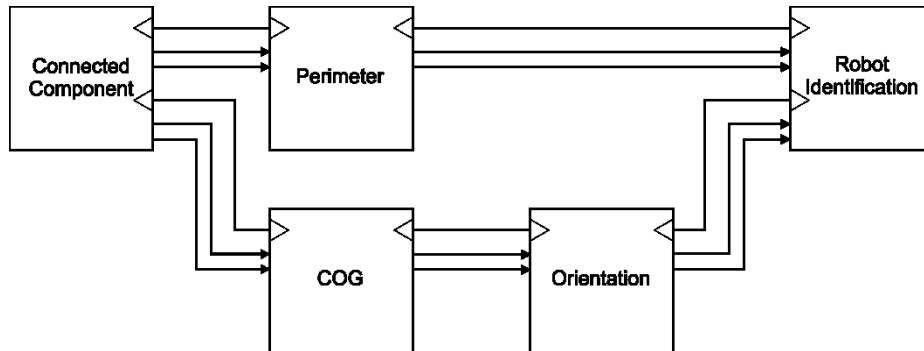 Connected
Component
Perimeter
Robot
Identification
COG
Orientation